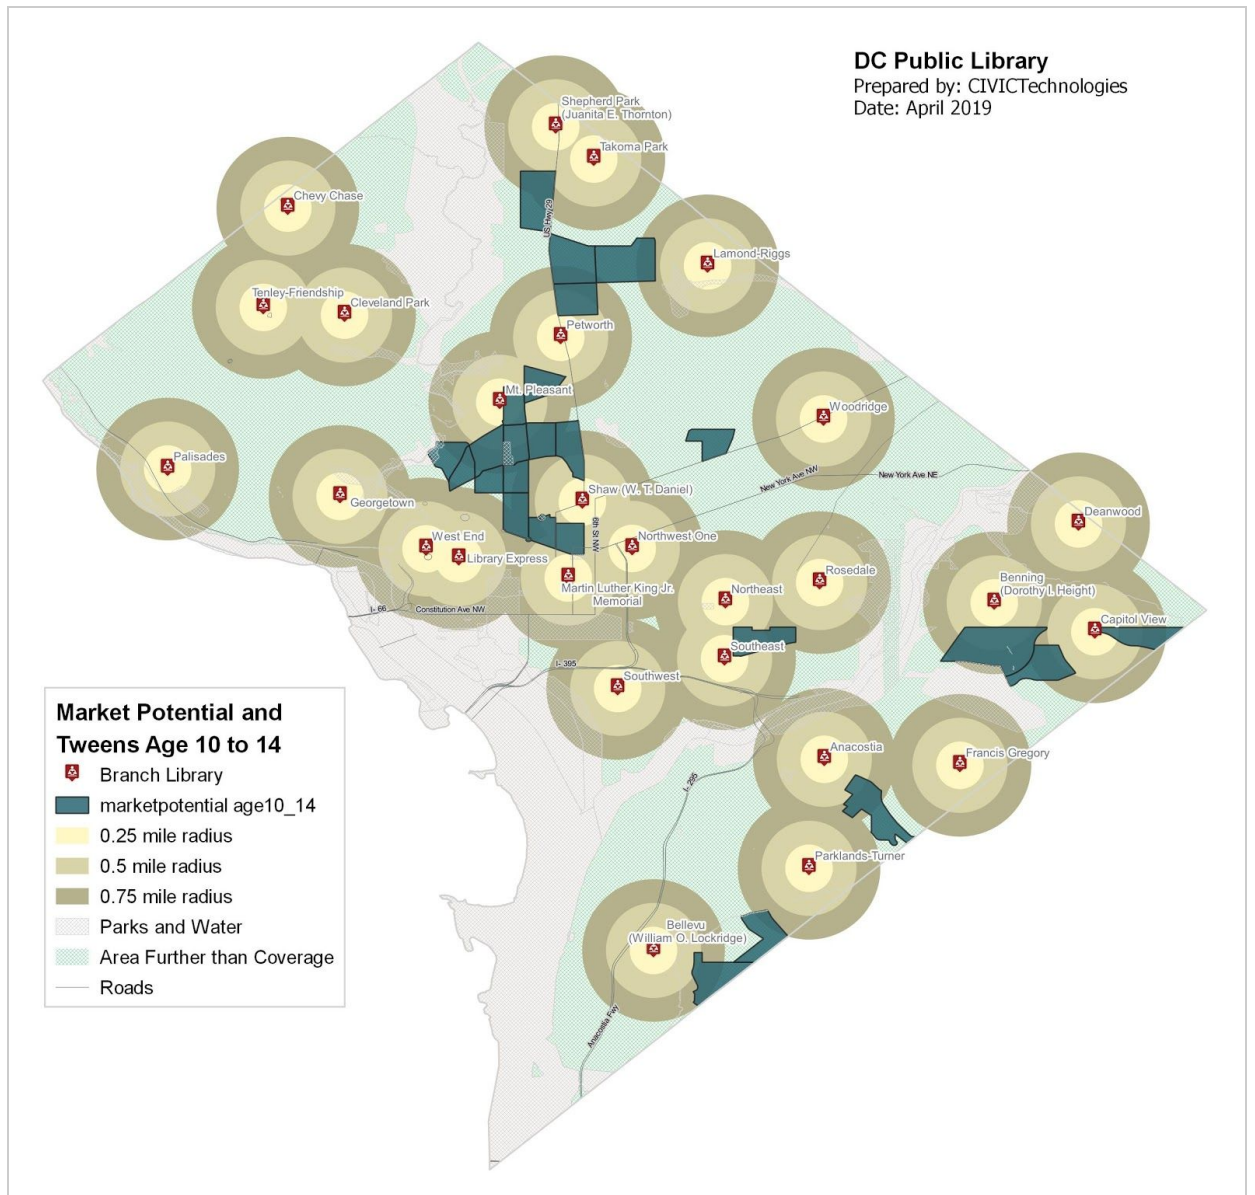 DC Public Library
Prepared by: CIVICTechnologies
Date: April 2019
Shepherd Park
(Juanita E. Thornton)
Takoma Park
Chevy Chase
US Hwy 29
Lamond-Riggs
Tenley-Friendship
Cleveland Park
Petworth
Mt. Pleasant
Woodridge
Palisades
New York Ave NW
New York Ave NE
Georgetown
Shaw (W. T. Daniel)
Deanwood
6th St NW
West End
Northwest One
Library Express
Rosedale
Benning
(Dorothy I. Height)
Martin Luther King Jr.
Memorial
Northeast
I- 66
Constitution Ave NW
Capitol View
Southeast
I- 395
Southwest
Anacostia
Francis Gregory
I- 295
Parklands-Turner
Bellevu
(William O. Lockridge)
Anacostia Fwy
Market Potential and
Tweens Age 10 to 14
Branch Library
marketpotential age10_14
0.25 mile radius
0.5 mile radius
0.75 mile radius
Parks and Water
Area Further than Coverage
Roads